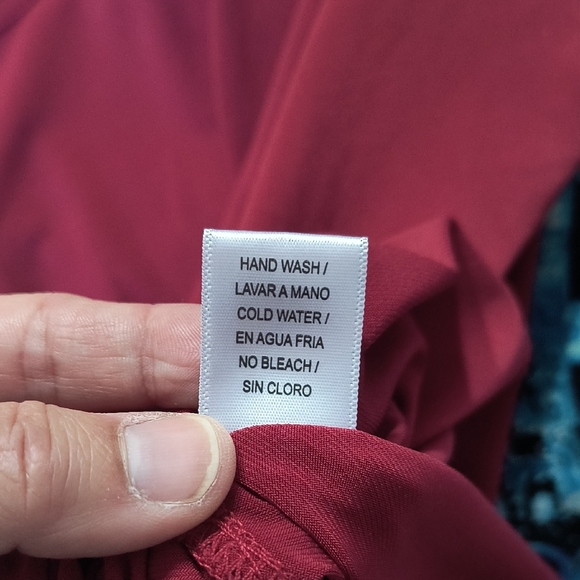 HAND WASH /
LAVAR A MANO
COLD WATER /
EN AGUA FRIA
NO BLEACH /
SIN CLORO